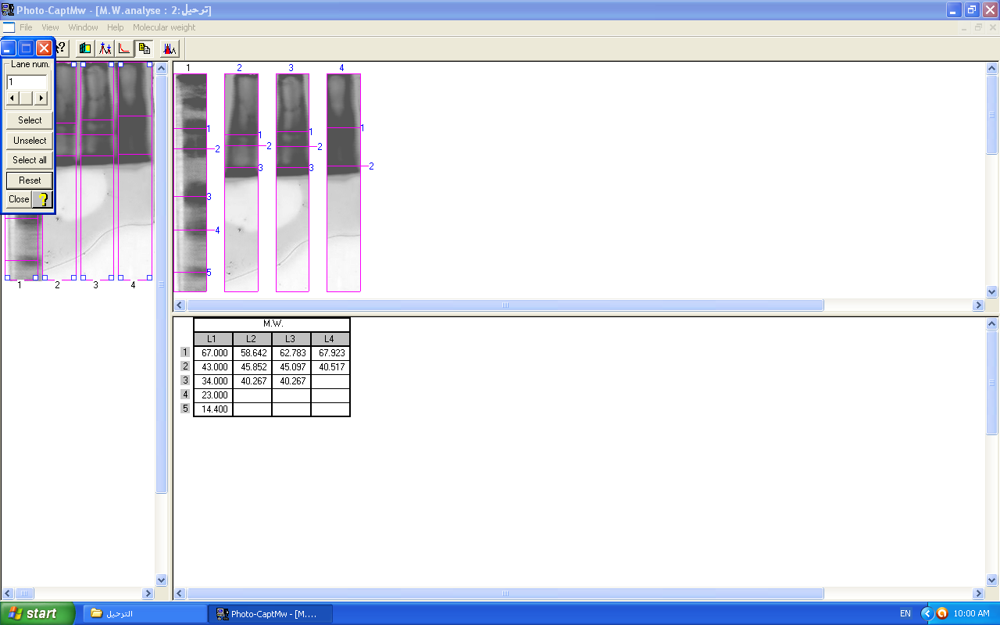 Photo-CaptMw - [M.W.analyse : 2:ترحيل]
File View Window Help Molecular weight
Lane num.
1
Select
Unselect
Select all
Reset
Close ?
1 2 3 4
1 2 3 4
1 2 3 4 5
1 2 3
1 2 3
1 2
M.W.
L1 L2 L3 L4
1 67.000 58.642 62.783 67.923
2 43.000 45.852 45.097 40.517
3 34.000 40.267 40.267
4 23.000
5 14.400
start الترحيل Photo-CaptMw - [M.... EN 10:00 AM